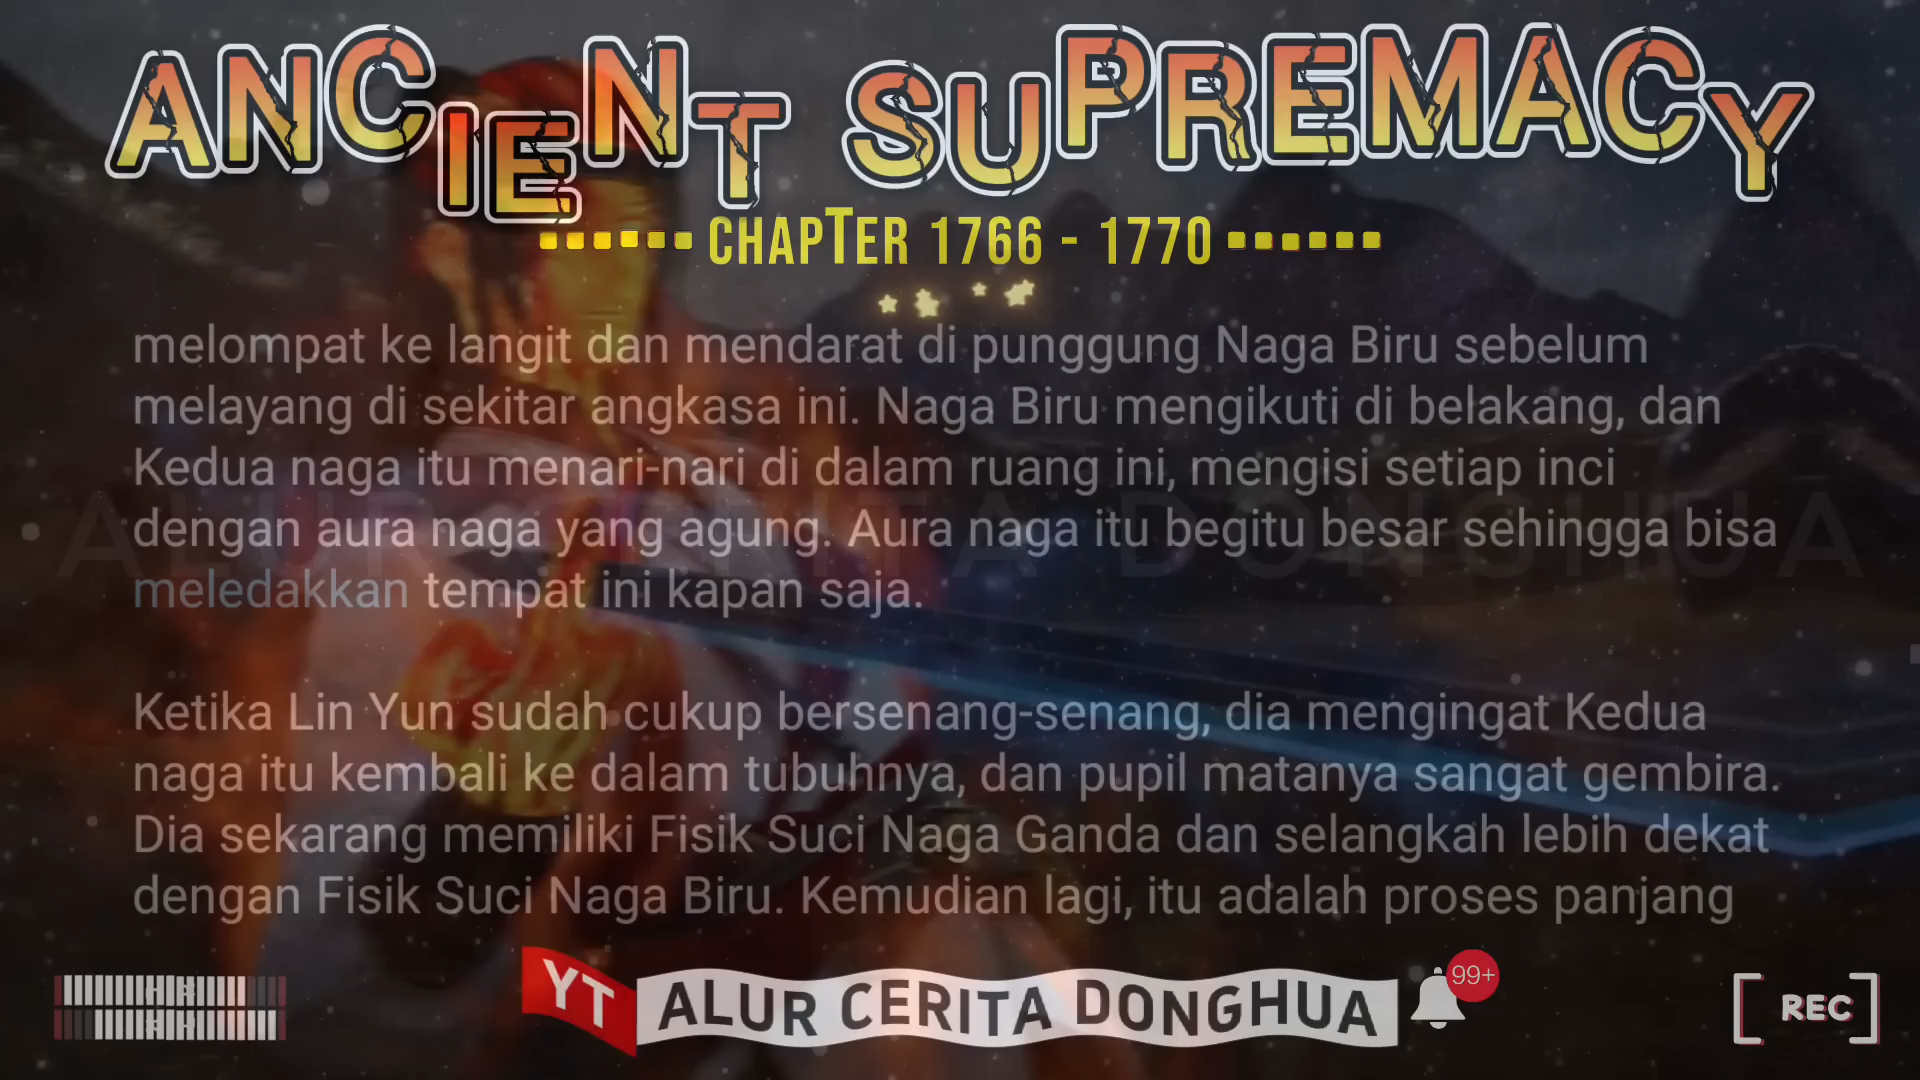 ANCIENT SUPREMACY
CHAPTER 1766 - 1770
melompat ke langit dan mendarat di punggung Naga Biru sebelum
melayang di sekitar angkasa ini. Naga Biru mengikuti di belakang, dan
Kedua naga itu menari-nari di dalam ruang ini, mengisi setiap inci
dengan aura naga yang agung. Aura naga itu begitu besar sehingga bisa
meledakkan tempat ini kapan saja.
ALUR CERITA DONGHUA
Ketika Lin Yun sudah cukup bersenang-senang, dia mengingat Kedua
naga itu kembali ke dalam tubuhnya, dan pupil matanya sangat gembira.
Dia sekarang memiliki Fisik Suci Naga Ganda dan selangkah lebih dekat
dengan Fisik Suci Naga Biru. Kemudian lagi, itu adalah proses panjang
YT ALUR CERITA DONGHUA
99+
REC